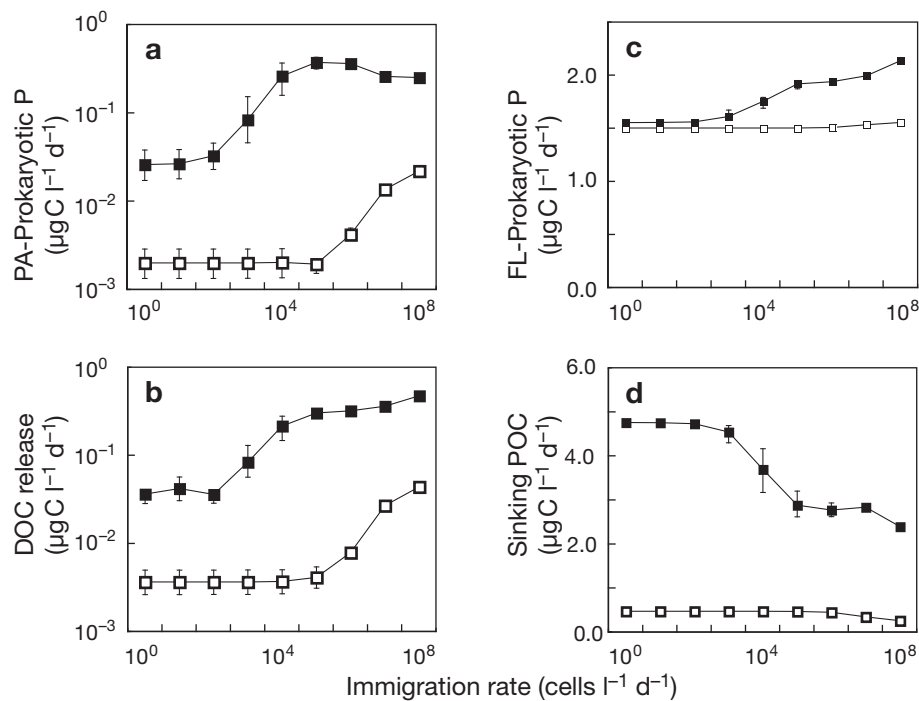 a
PA-Prokaryotic P
(µgC l⁻¹ d⁻¹)
10⁰
10⁻¹
10⁻²
10⁻³
10⁰
10⁴
10⁸
c
FL-Prokaryotic P
(µgC l⁻¹ d⁻¹)
2.0
1.0
0.0
10⁰
10⁴
10⁸
b
DOC release
(µgC l⁻¹ d⁻¹)
10⁰
10⁻¹
10⁻²
10⁻³
10⁰
10⁴
10⁸
d
Sinking POC
(µgC l⁻¹ d⁻¹)
6.0
4.0
2.0
0.0
10⁰
10⁴
10⁸
Immigration rate (cells l⁻¹ d⁻¹)